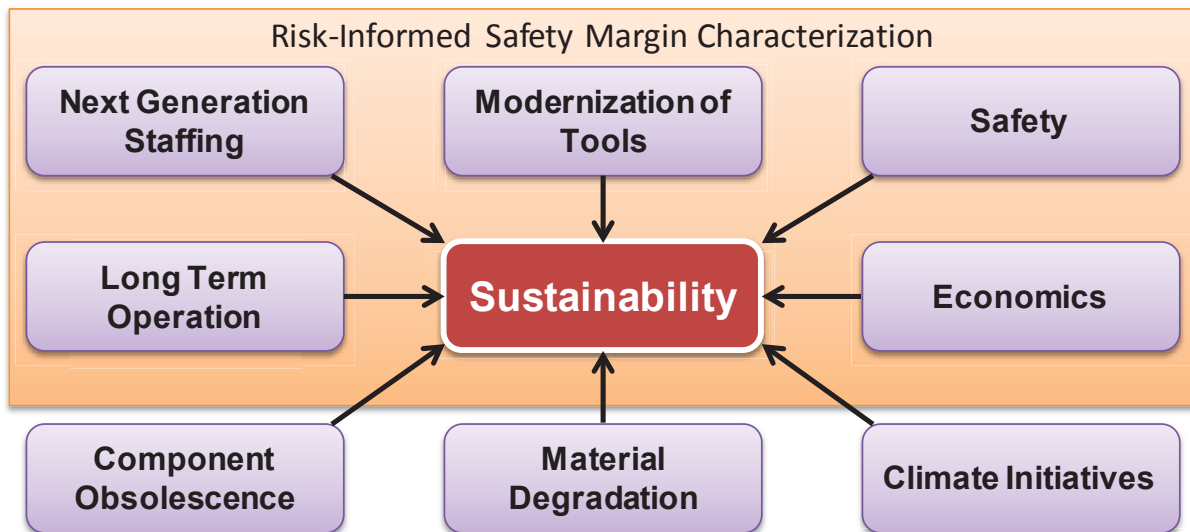 Risk-Informed Safety Margin Characterization
Next Generation
Staffing
Modernization of
Tools
Safety
Long Term
Operation
Sustainability
Economics
Component
Obsolescence
Material
Degradation
Climate Initiatives